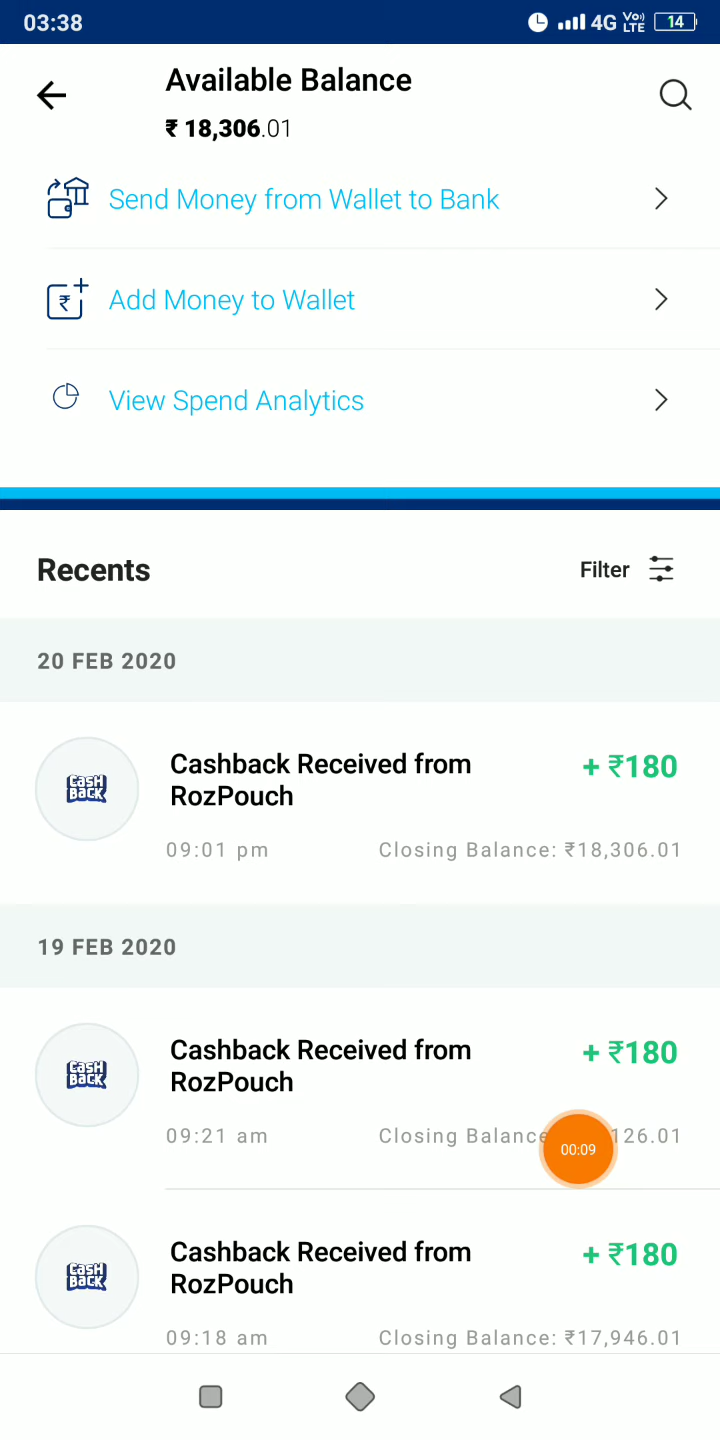 03:38
4G Vo) LTE 14
Available Balance
₹ 18,306.01
Send Money from Wallet to Bank
Add Money to Wallet
View Spend Analytics
Recents
Filter
20 FEB 2020
CASH BACK
Cashback Received from
RozPouch
+ ₹180
09:01 pm
Closing Balance: ₹18,306.01
19 FEB 2020
CASH BACK
Cashback Received from
RozPouch
+ ₹180
09:21 am
Closing Balance
126.01
00:09
CASH BACK
Cashback Received from
RozPouch
+ ₹180
09:18 am
Closing Balance: ₹17,946.01